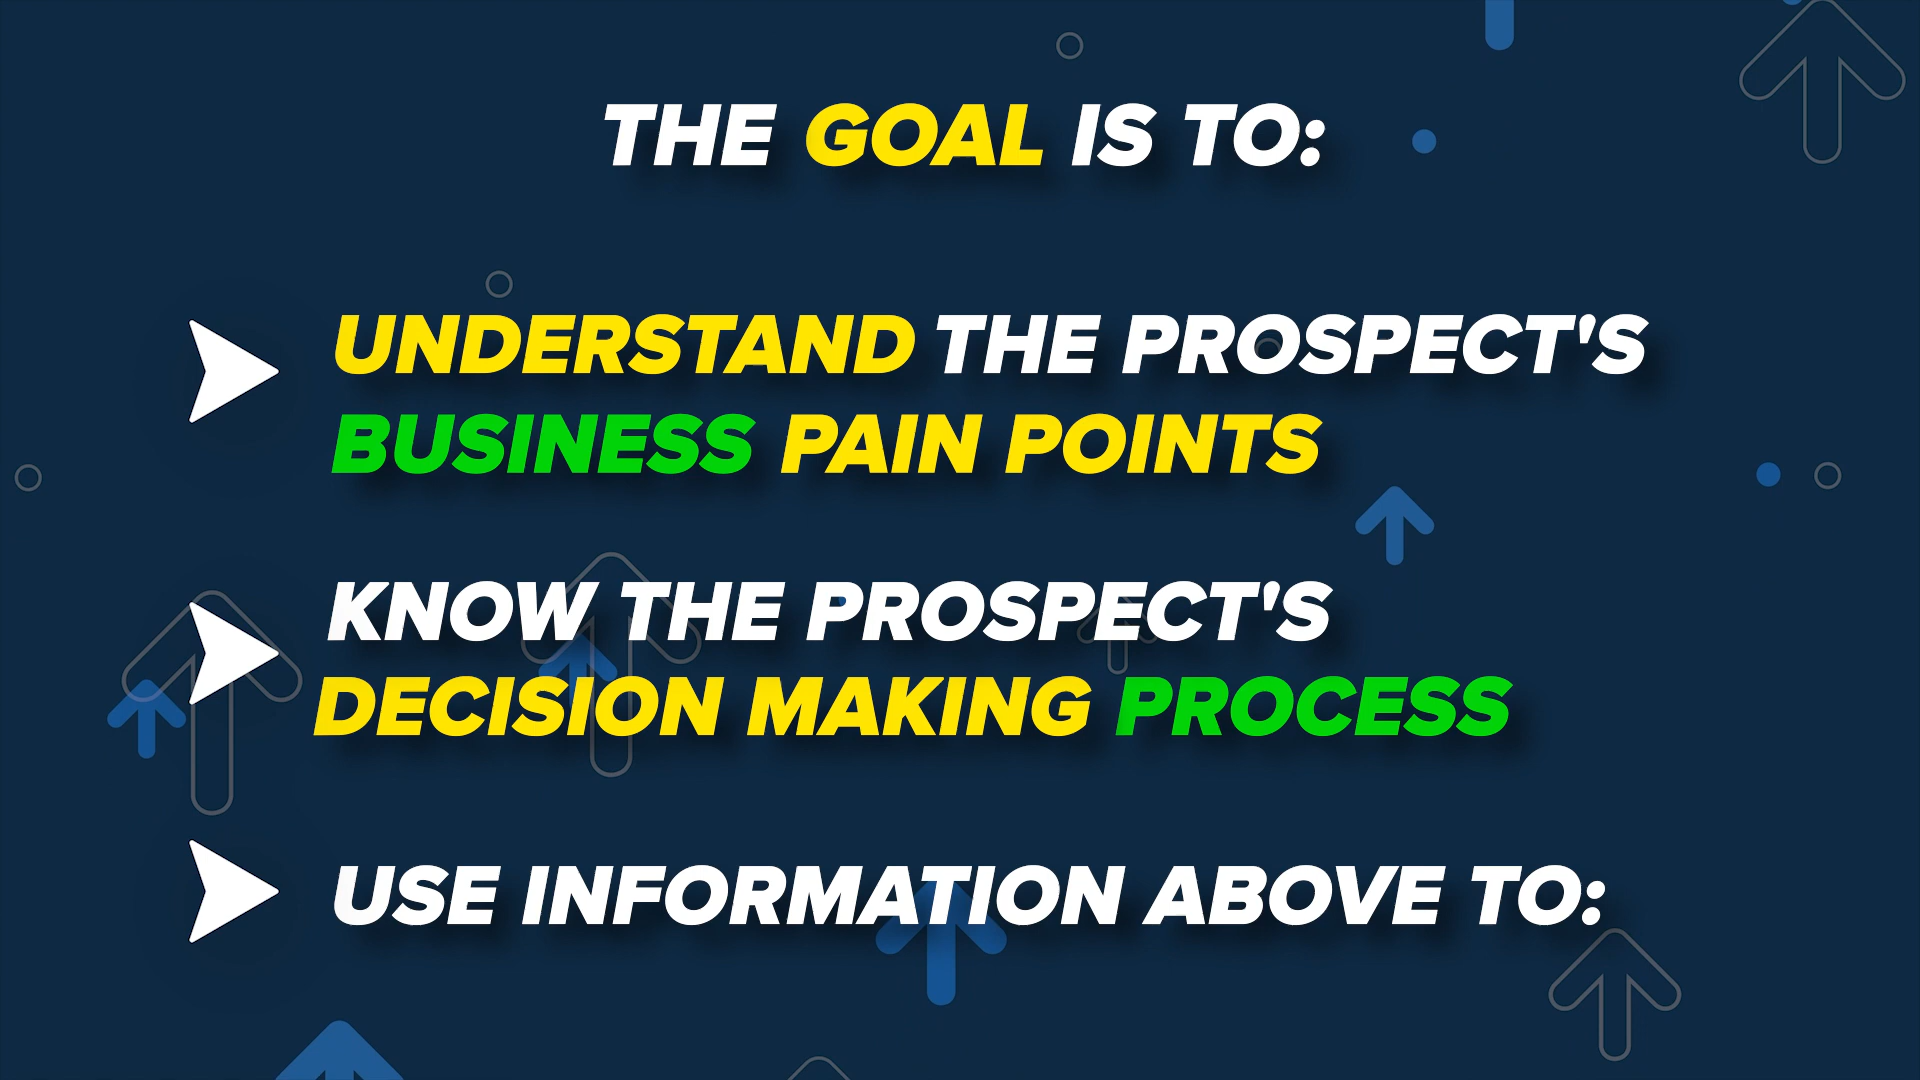 THE GOAL IS TO:
UNDERSTAND THE PROSPECT'S
BUSINESS PAIN POINTS
KNOW THE PROSPECT'S
DECISION MAKING PROCESS
USE INFORMATION ABOVE TO: